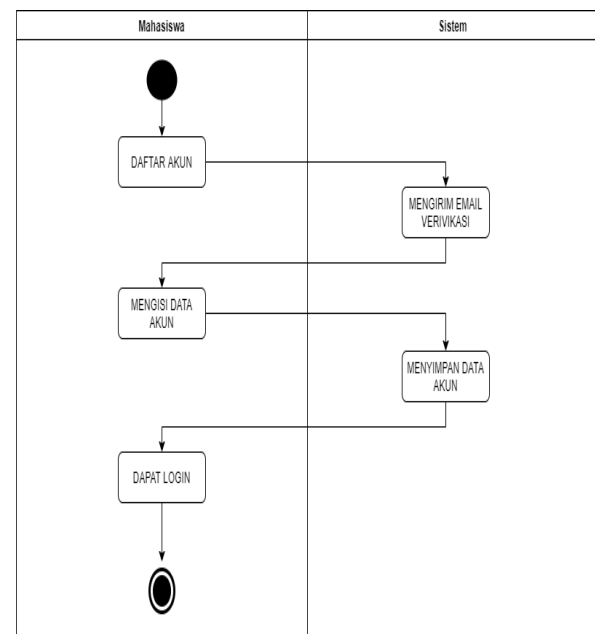 Mahasiswa
Sistem
DAFTAR AKUN
MENGIRIM EMAIL
VERIVIKASI
MENGISI DATA
AKUN
MENYIMPAN DATA
AKUN
DAPAT LOGIN